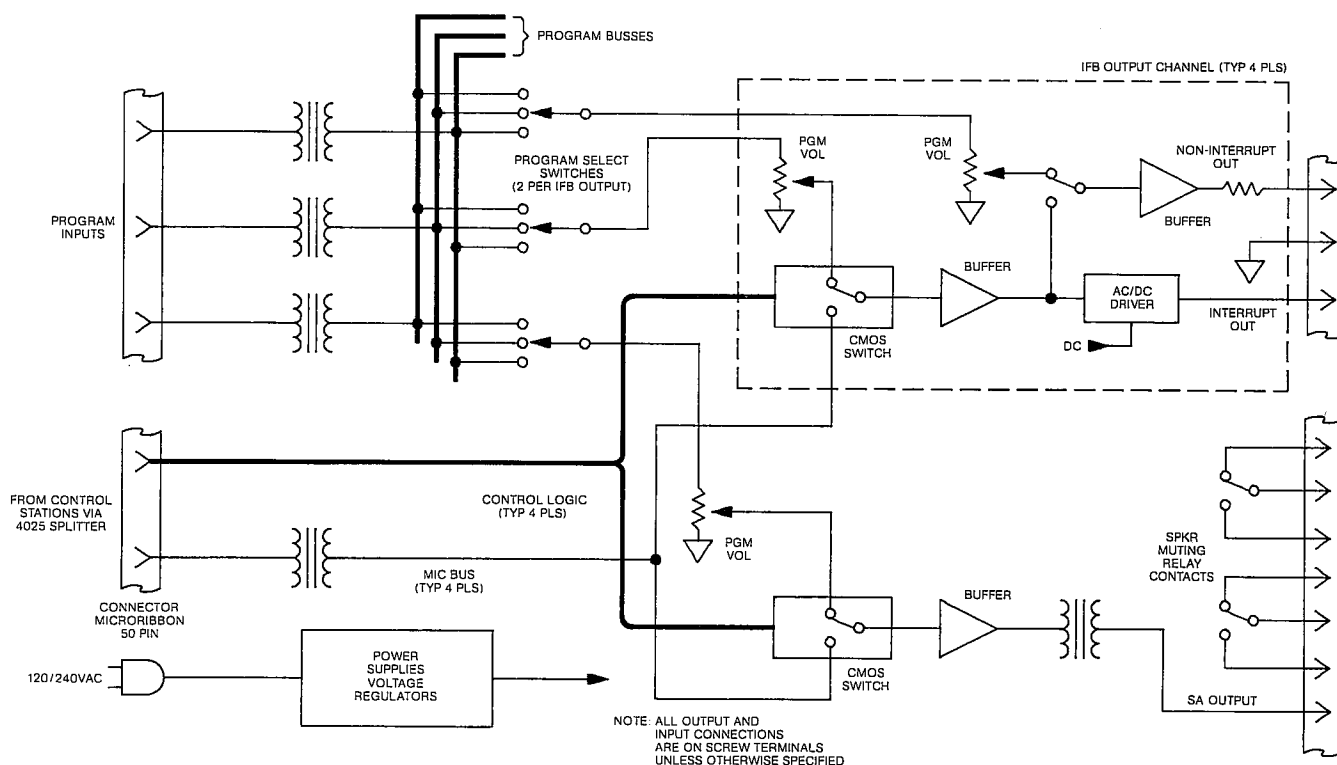 PROGRAM BUSSES
IFB OUTPUT CHANNEL (TYP 4 PLS)
PROGRAM
INPUTS
PROGRAM SELECT
SWITCHES
(2 PER IFB OUTPUT)
PGM
VOL
PGM
VOL
NON-INTERRUPT
OUT
BUFFER
BUFFER
AC/DC
DRIVER
INTERRUPT
OUT
DC
CMOS
SWITCH
FROM CONTROL
STATIONS VIA
4025 SPLITTER
CONTROL LOGIC
(TYP 4 PLS)
PGM
VOL
MIC BUS
(TYP 4 PLS)
SPKR
MUTING
RELAY
CONTACTS
CONNECTOR
MICRORIBBON
50 PIN
BUFFER
CMOS
SWITCH
120/240VAC
POWER
SUPPLIES
VOLTAGE
REGULATORS
SA OUTPUT
NOTE: ALL OUTPUT AND
INPUT CONNECTIONS
ARE ON SCREW TERMINALS
UNLESS OTHERWISE SPECIFIED